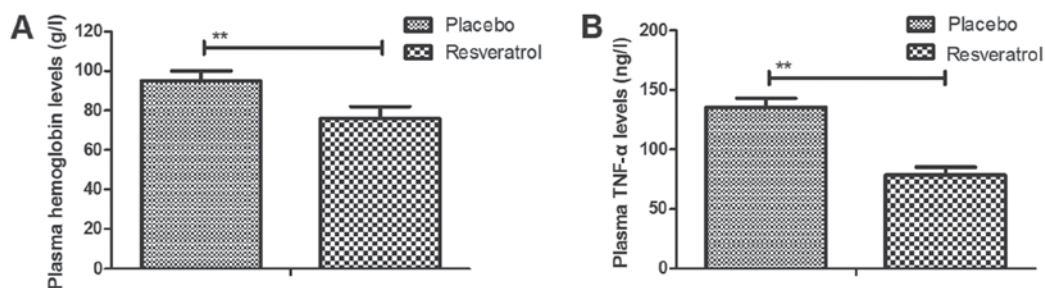 A
Plasma hemoglobin levels (g/l)
120
100
80
60
40
20
0
**
Placebo
Resveratrol
B
Plasma TNF-α levels (ng/l)
200
150
100
50
0
**
Placebo
Resveratrol